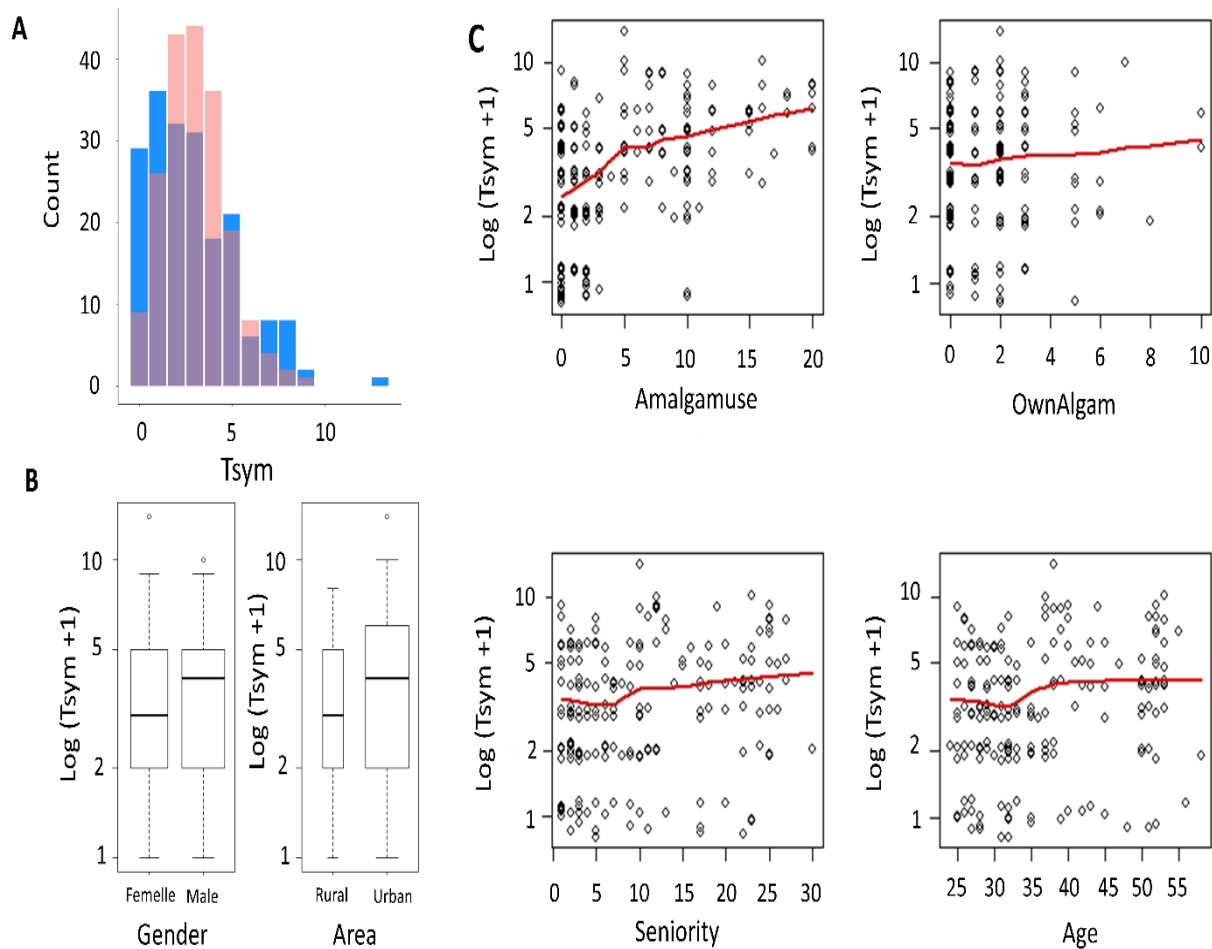 A
Count
40
30
20
10
0
0 5 10
Tsym
B
Log (Tsym +1)
10
5
2
1
Femelle Male
Gender
Log (Tsym +1)
10
5
2
1
Rural Urban
Area
C
Log (Tsym +1)
10
5
2
1
0 5 10 15 20
Amalgamuse
Log (Tsym +1)
10
5
2
1
0 2 4 6 8 10
OwnAlgam
Log (Tsym +1)
10
5
2
1
0 5 10 15 20 25 30
Seniority
Log (Tsym +1)
10
5
2
1
25 30 35 40 45 50 55
Age